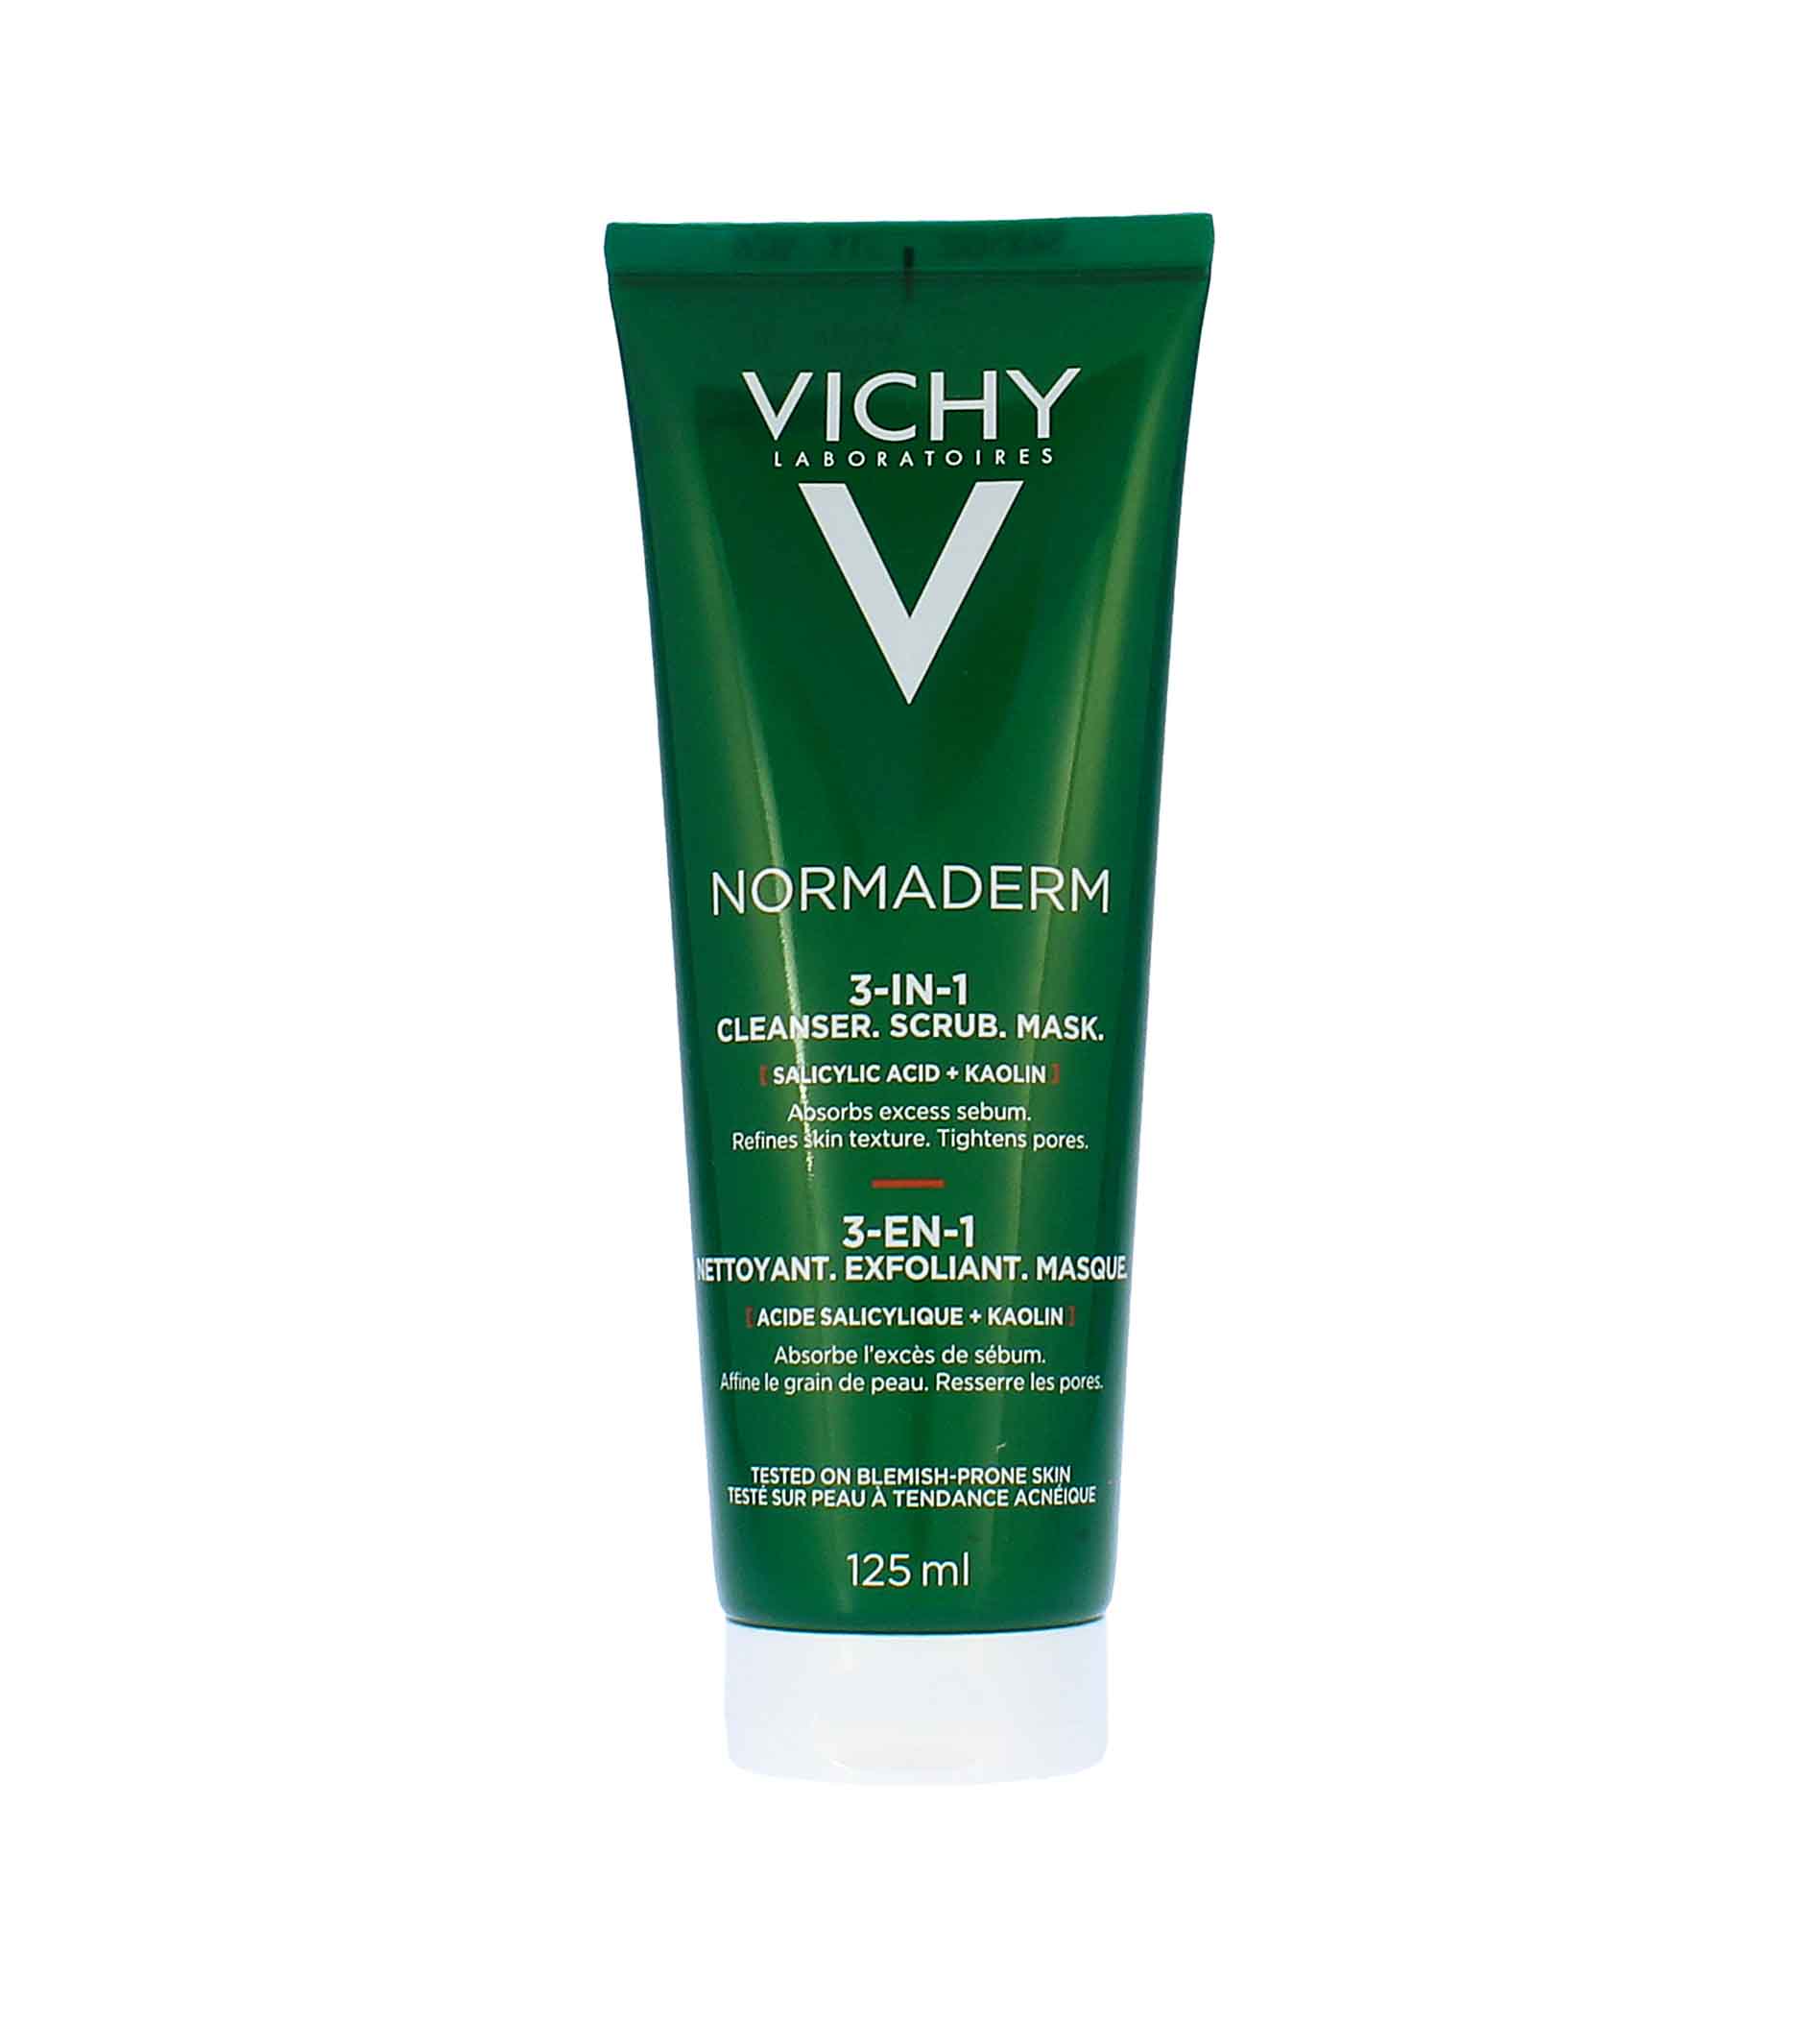 VICHY
LABORATOIRES
V
NORMADERM
3-IN-1
CLEANSER. SCRUB. MASK.
[SALICYLIC ACID + KAOLIN]
Absorbs excess sebum.
Refines skin texture. Tightens pores.
3-EN-1
NETTOYANT. EXFOLIANT. MASQUE.
[ACIDE SALICYLIQUE + KAOLIN]
Absorbe l'excès de sébum.
Affine le grain de peau. Resserre les pores.
TESTED ON BLEMISH-PRONE SKIN
TESTÉ SUR PEAU À TENDANCE ACNÉIQUE
125 ml